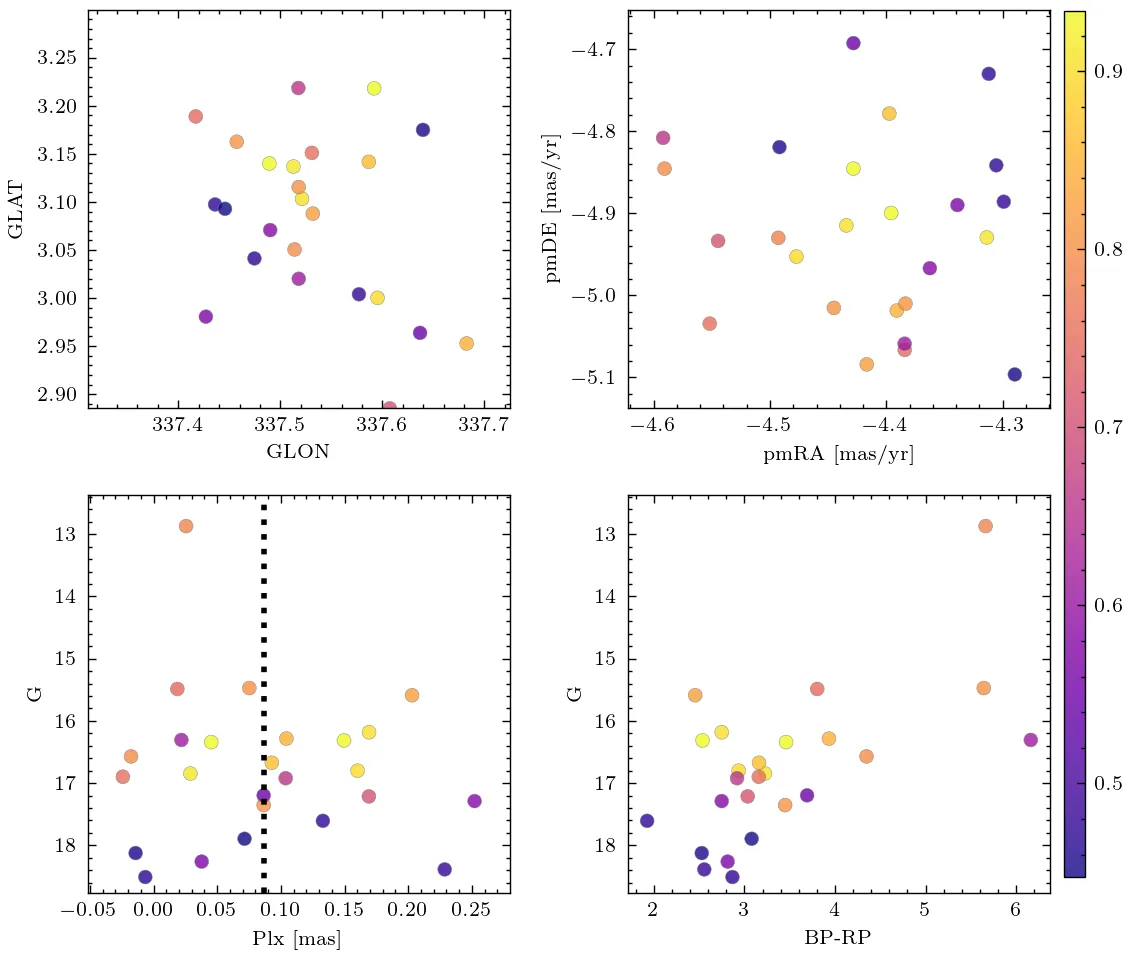 3.25
3.20
3.15
3.10
3.05
3.00
2.95
2.90
GLAT
337.4 337.5 337.6 337.7
GLON
−4.7
−4.8
−4.9
−5.0
−5.1
pmDE [mas/yr]
−4.6 −4.5 −4.4 −4.3
pmRA [mas/yr]
0.9
0.8
0.7
0.6
0.5
13
14
15
16
17
18
G
−0.05 0.00 0.05 0.10 0.15 0.20 0.25
Plx [mas]
13
14
15
16
17
18
G
2 3 4 5 6
BP-RP